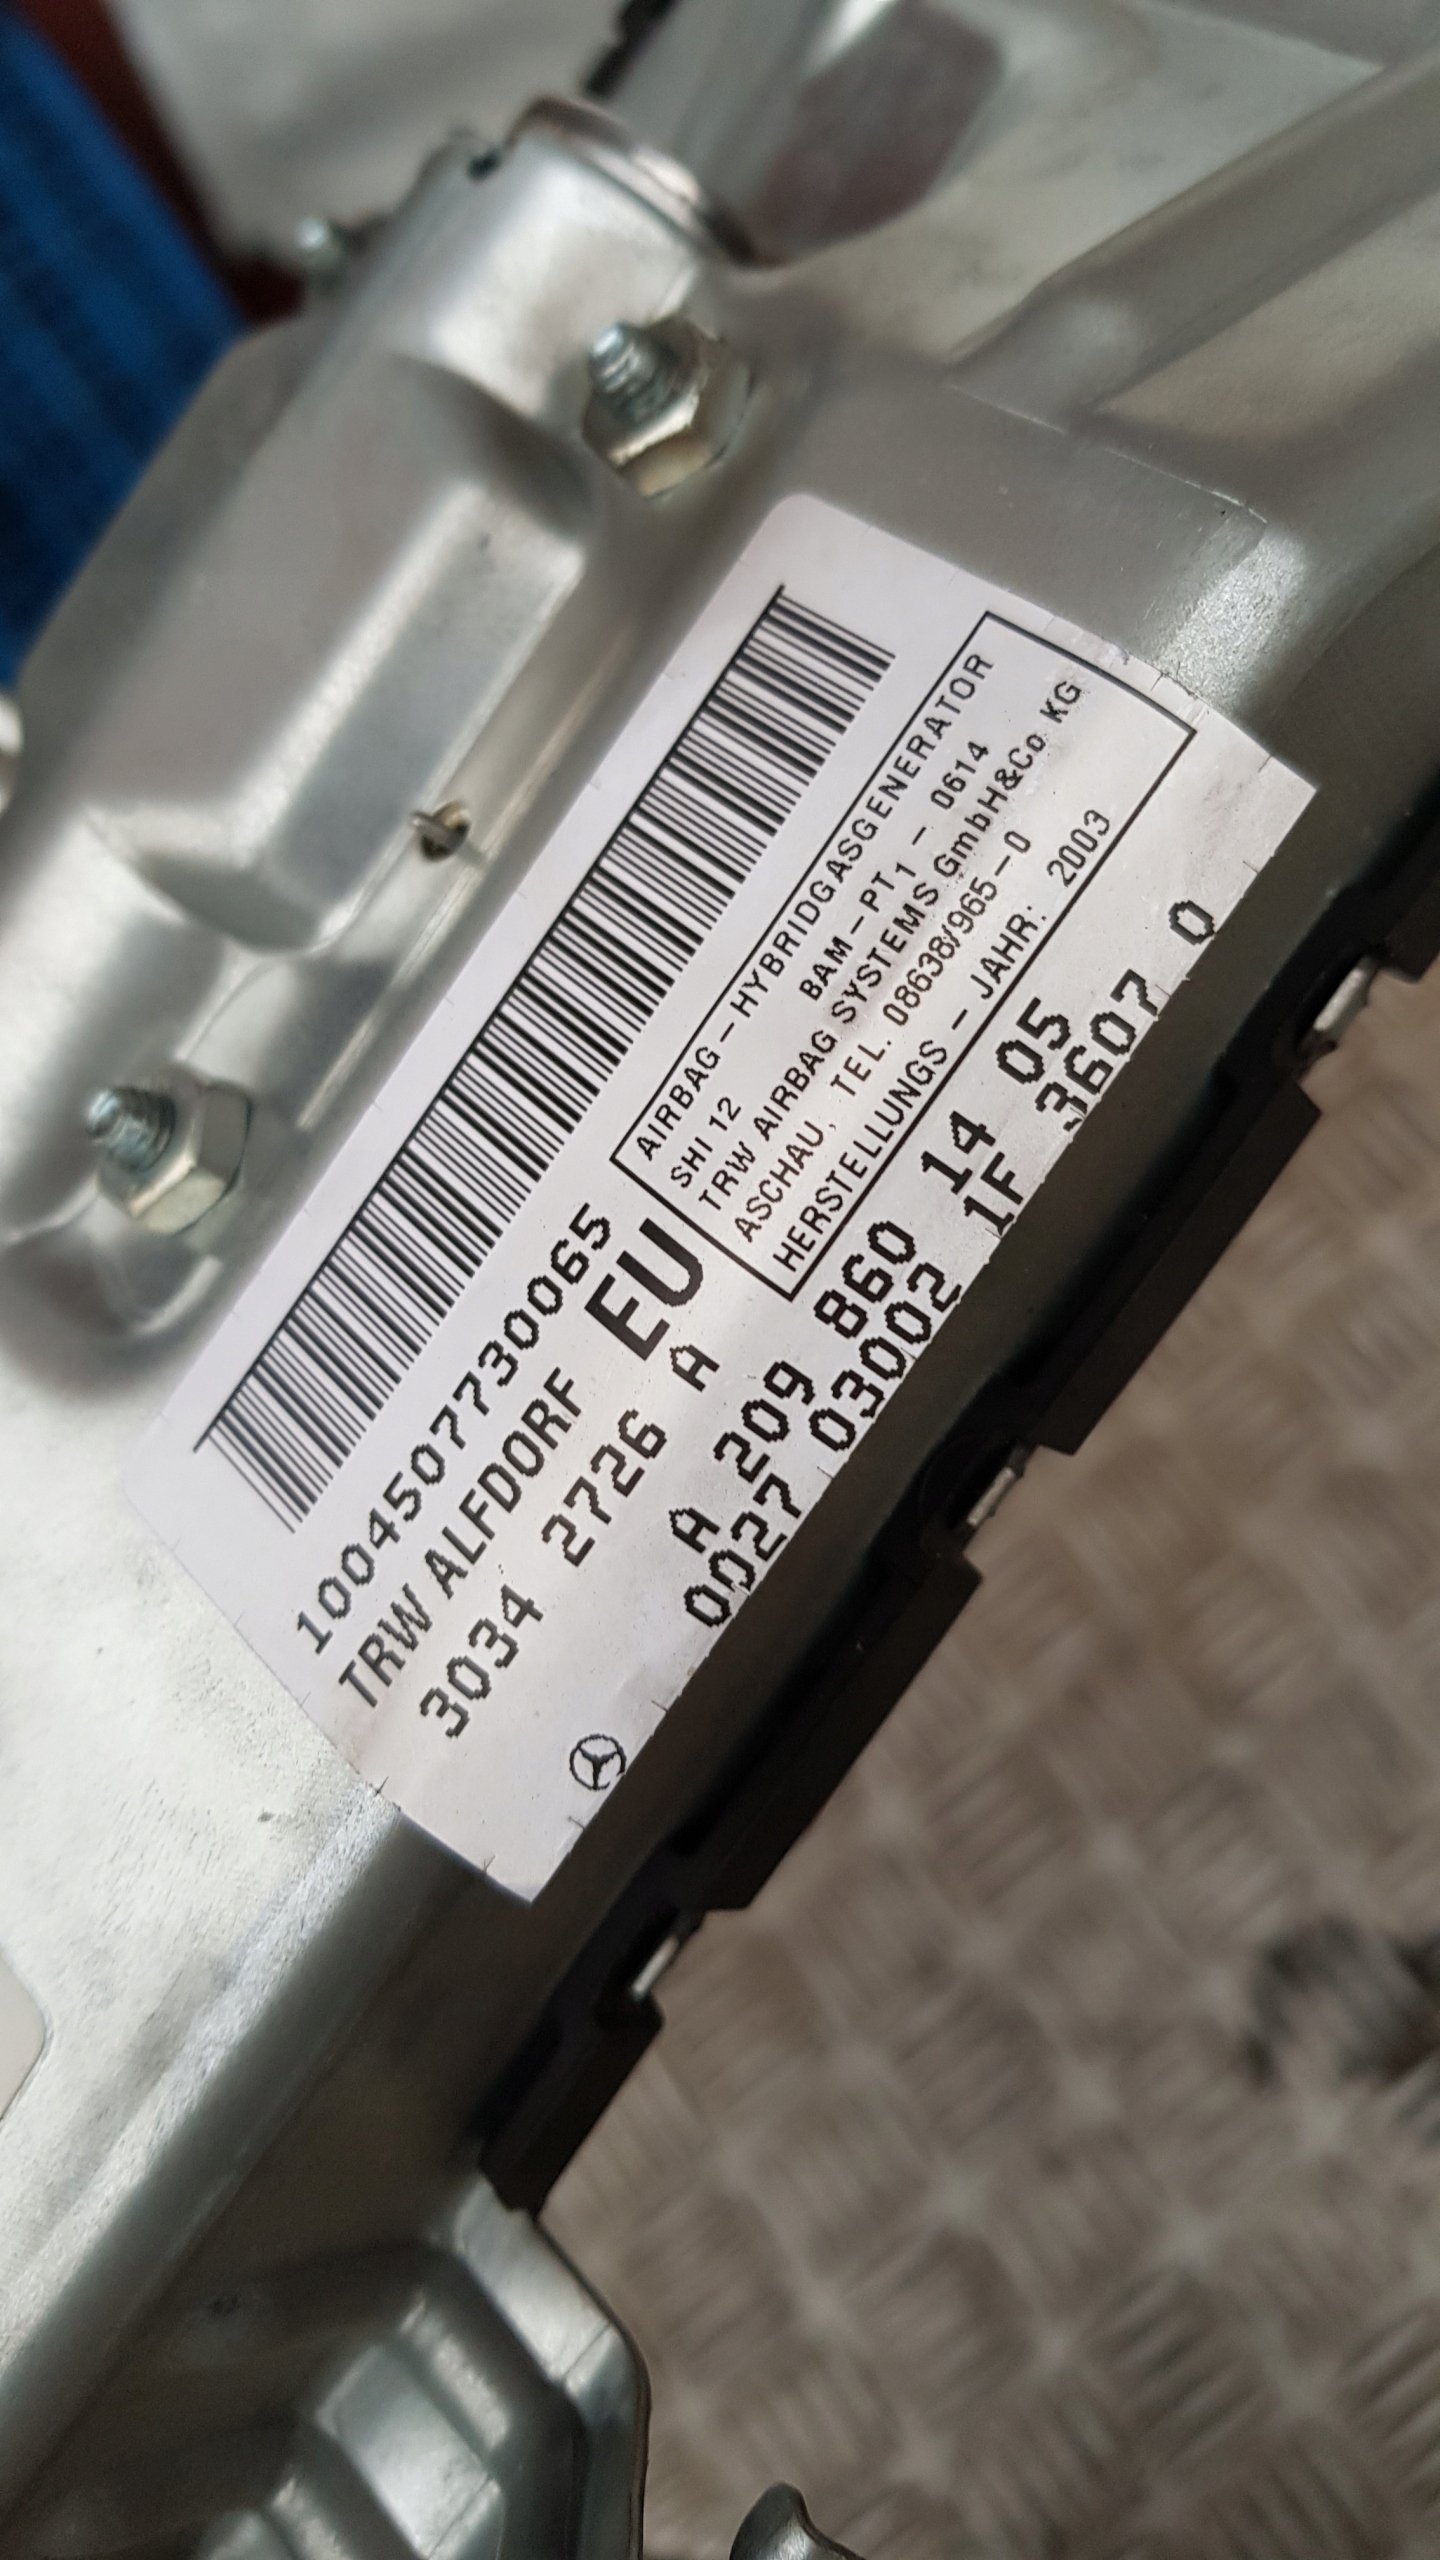 AIRBAG-HYBRIDGASGENERATOR
SHI 12 BAM-PT1-0614
TRW AIRBAG SYSTEMS GmbH&Co KG
ASCHAU, TEL. 08638/965-0
HERSTELLUNGS-JAHR: 2003
1004507730065
TRW ALFDORF EU
3034 2726 A
A 209 860 14 05
0027 03002 1F 3607 0